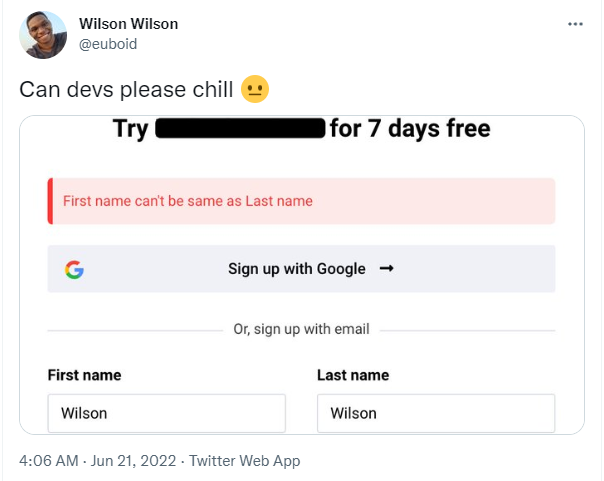 Wilson Wilson
@euboid
Can devs please chill 😐
Try for 7 days free
First name can't be same as Last name
Sign up with Google →
Or, sign up with email
First name Last name
Wilson Wilson
4:06 AM · Jun 21, 2022 · Twitter Web App